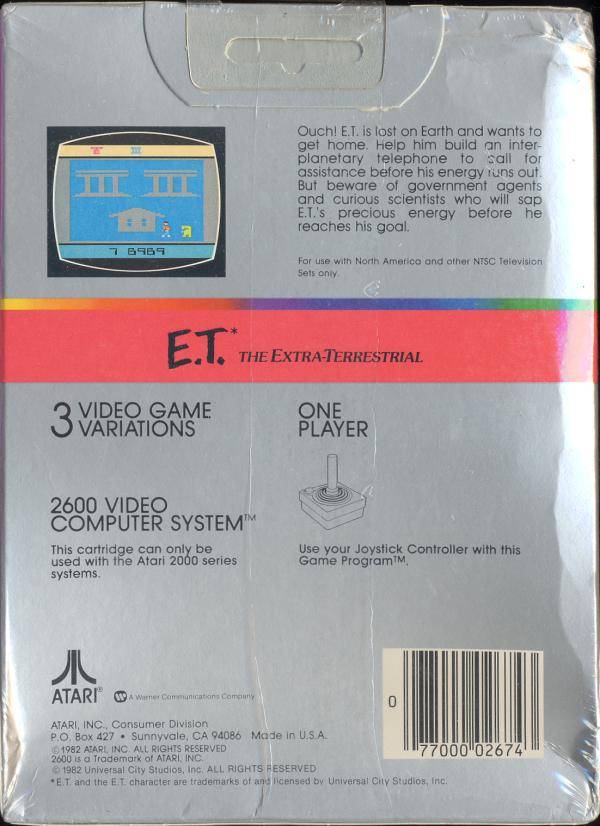 Ouch! E.T. is lost on Earth and wants to
get home. Help him build an inter-
planetary telephone to call for
assistance before his energy runs out.
But beware of government agents
and curious scientists who will sap
E.T.'s precious energy before he
reaches his goal.
7 8989
For use with North America and other NTSC Television
Sets only.
E.T.* THE EXTRA-TERRESTRIAL
3 VIDEO GAME
VARIATIONS
ONE
PLAYER
2600 VIDEO
COMPUTER SYSTEM™
This cartridge can only be
used with the Atari 2000 series
systems.
Use your Joystick Controller with this
Game Program™.
ATARI®
W A Warner Communications Company
ATARI, INC., Consumer Division
P.O. Box 427 • Sunnyvale, CA 94086 Made in U.S.A.
© 1982 ATARI, INC. ALL RIGHTS RESERVED
2600 is a Trademark of ATARI, INC.
© 1982 Universal City Studios, Inc. ALL RIGHTS RESERVED
*E.T. and the E.T. character are trademarks of and licensed by Universal City Studios, Inc.
0 77000 02674